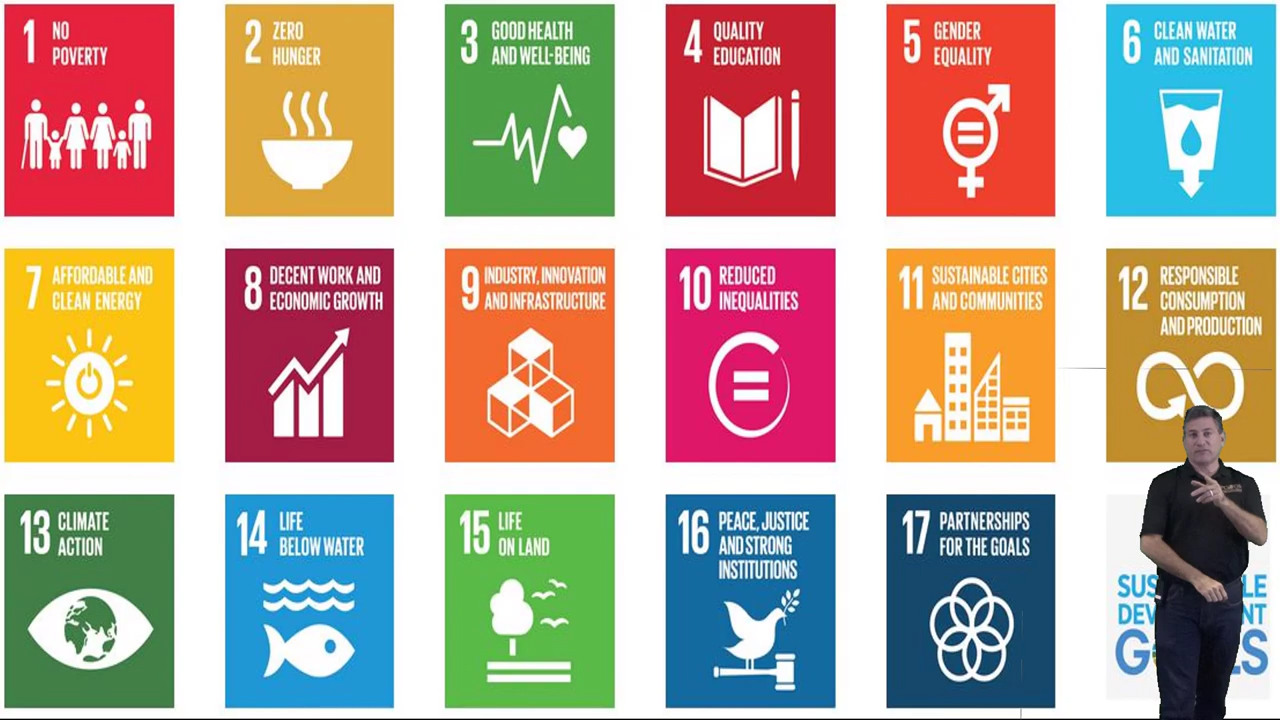 1 NO
POVERTY
2 ZERO
HUNGER
3 GOOD HEALTH
AND WELL-BEING
4 QUALITY
EDUCATION
5 GENDER
EQUALITY
6 CLEAN WATER
AND SANITATION
7 AFFORDABLE AND
CLEAN ENERGY
8 DECENT WORK AND
ECONOMIC GROWTH
9 INDUSTRY, INNOVATION
AND INFRASTRUCTURE
10 REDUCED
INEQUALITIES
11 SUSTAINABLE CITIES
AND COMMUNITIES
12 RESPONSIBLE
CONSUMPTION
AND PRODUCTION
13 CLIMATE
ACTION
14 LIFE
BELOW WATER
15 LIFE
ON LAND
16 PEACE, JUSTICE
AND STRONG
INSTITUTIONS
17 PARTNERSHIPS
FOR THE GOALS